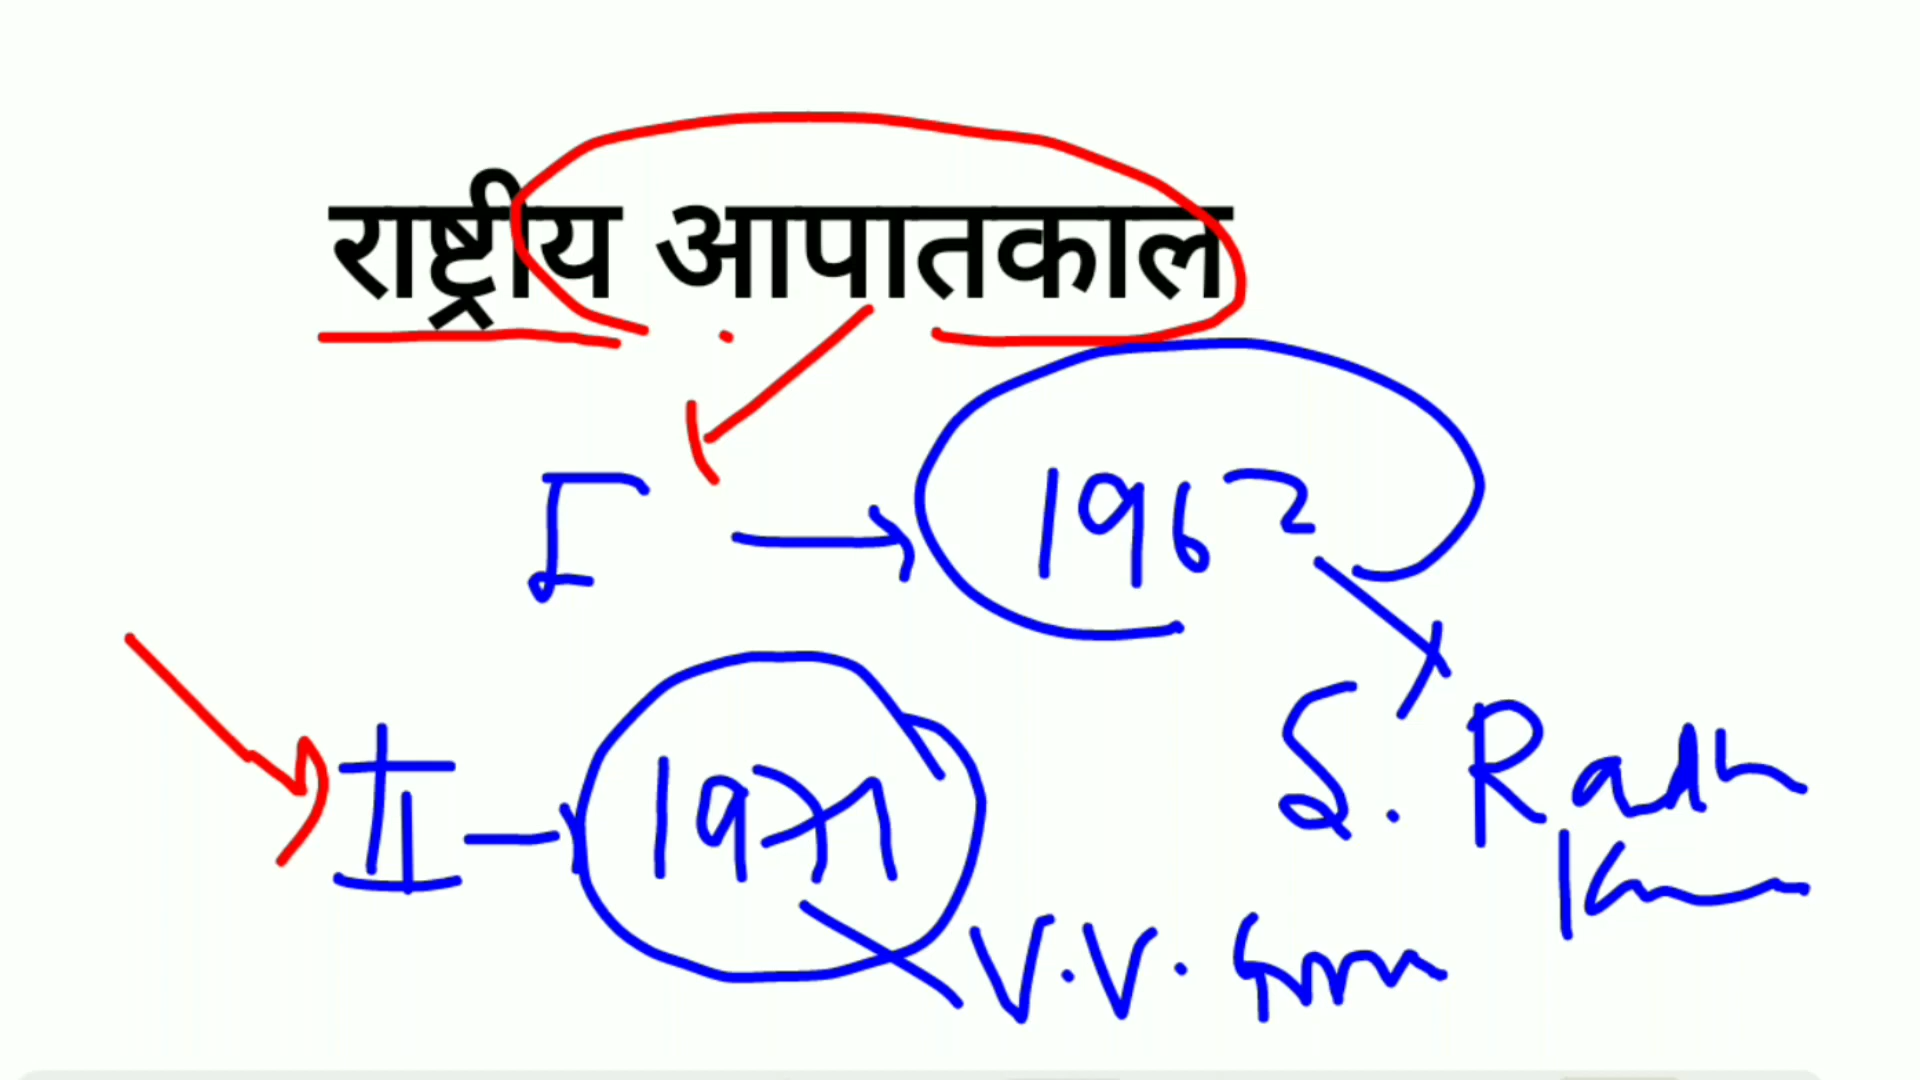 राष्ट्रीय आपातकाल
I → 1962
S. Radh
II → 1971
V. V.